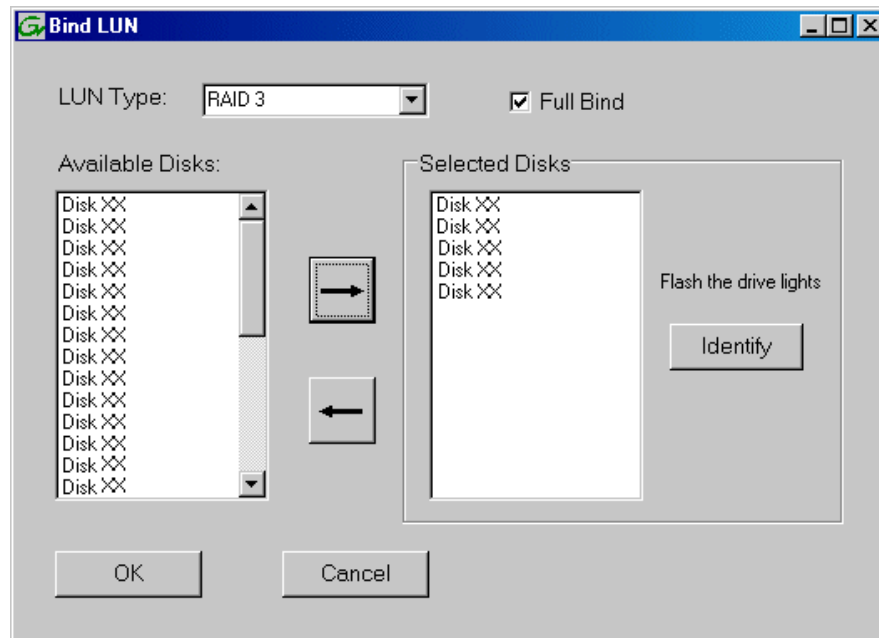 Bind LUN
LUN Type:
RAID 3
Full Bind
Available Disks:
Disk XX
Disk XX
Disk XX
Disk XX
Disk XX
Disk XX
Disk XX
Disk XX
Disk XX
Disk XX
Disk XX
Disk XX
Disk XX
Disk XX
Selected Disks
Disk XX
Disk XX
Disk XX
Disk XX
Disk XX
Flash the drive lights
Identify
OK
Cancel